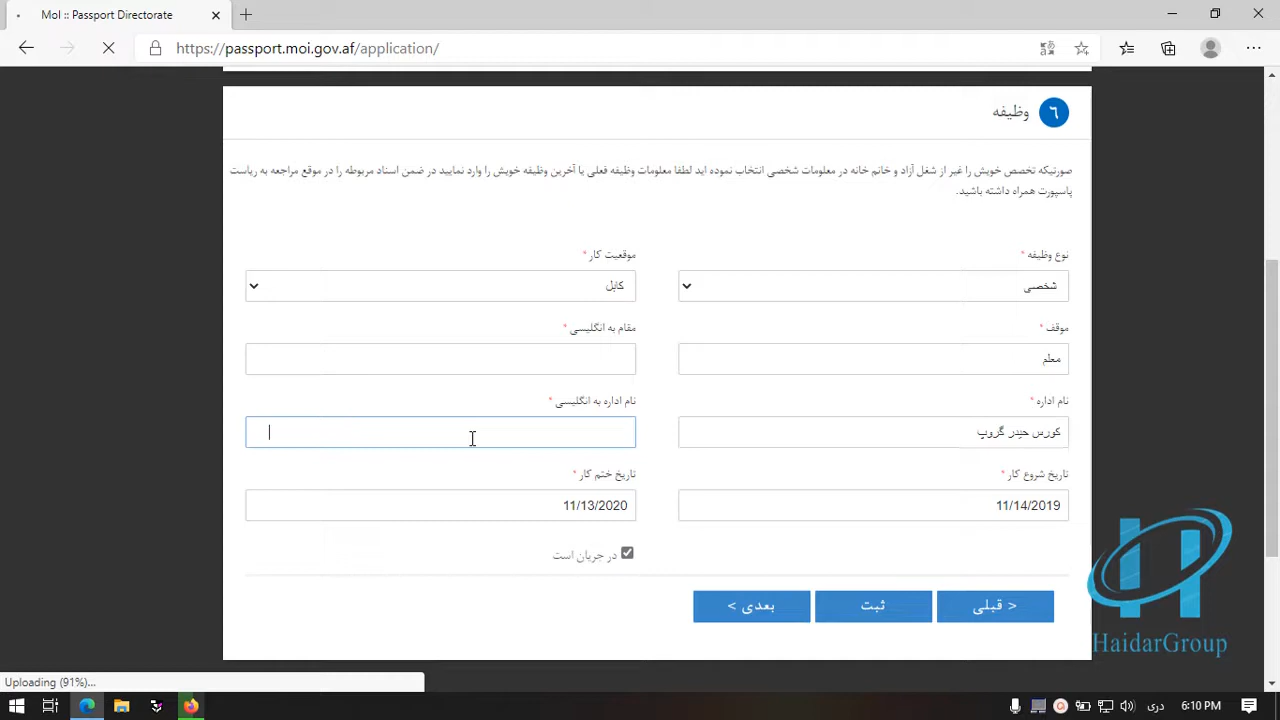 MoI :: Passport Directorate
https://passport.moi.gov.af/application/
٦ وظیفه
صورتیکه تخصص خویش را غیر از شغل آزاد و خانم خانه در معلومات شخصی انتخاب نموده اید لطفا معلومات وظیفه فعلی یا آخرین وظیفه خویش را وارد نمایید در ضمن اسناد مربوطه را در موقع مراجعه به ریاست
پاسپورت همراه داشته باشید.
نوع وظیفه * موقعیت کار *
شخصی کابل
موقف * مقام به انگلیسی *
معلم
نام اداره * نام اداره به انگلیسی *
کورس حیدر گروپ
تاریخ شروع کار * تاریخ ختم کار *
11/14/2019 11/13/2020
در جریان است
< قبلی ثبت بعدی >
HaidarGroup
Uploading (91%)...
دری 6:10 PM